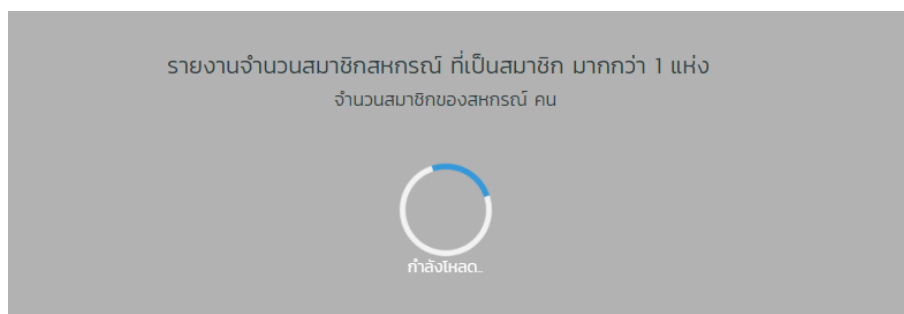 รายงานจำนวนสมาชิกสหกรณ์ ที่เป็นสมาชิก มากกว่า 1 แห่ง
จำนวนสมาชิกของสหกรณ์ คน
กำลังโหลด..